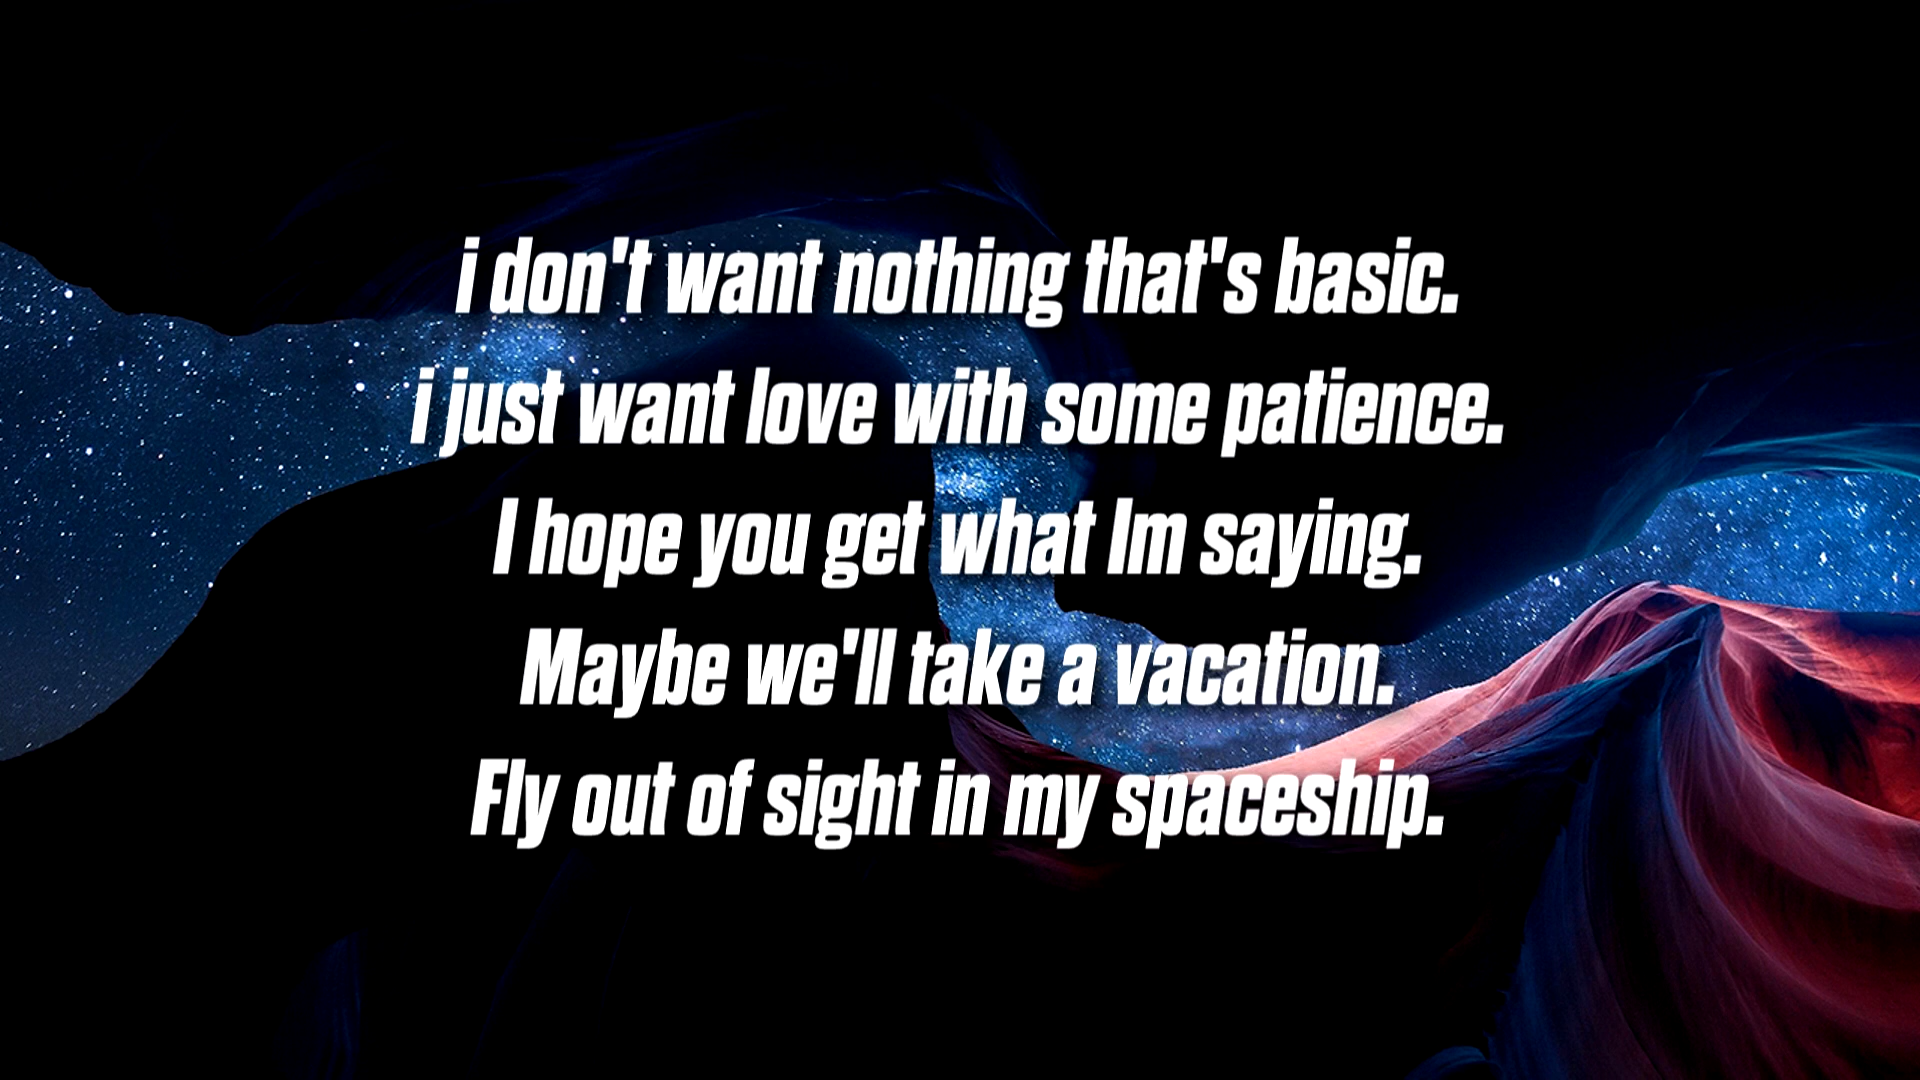 i don't want nothing that's basic.
i just want love with some patience.
I hope you get what Im saying.
Maybe we'll take a vacation.
Fly out of sight in my spaceship.